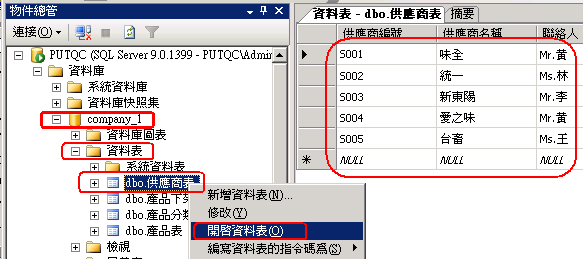 物件總管
連接(O)
PUTQC (SQL Server 9.0.1399 - PUTQC\Admin
資料庫
系統資料庫
資料庫快照集
company_1
資料庫圖表
資料表
系統資料表
dbo.供應商表
dbo.產品下
dbo.產品分類
dbo.產品表
檢視
新增資料表(N)...
修改(Y)
開啓資料表(O)
編寫資料表的指令碼爲(S)
資料表 - dbo.供應商表 摘要
供應商編號 供應商名稱 聯絡人
S001 味全 Mr.黃
S002 統一 Ms.林
S003 新東陽 Mr.李
S004 愛之味 Mr.黃
S005 台畜 Ms.王
NULL NULL NULL